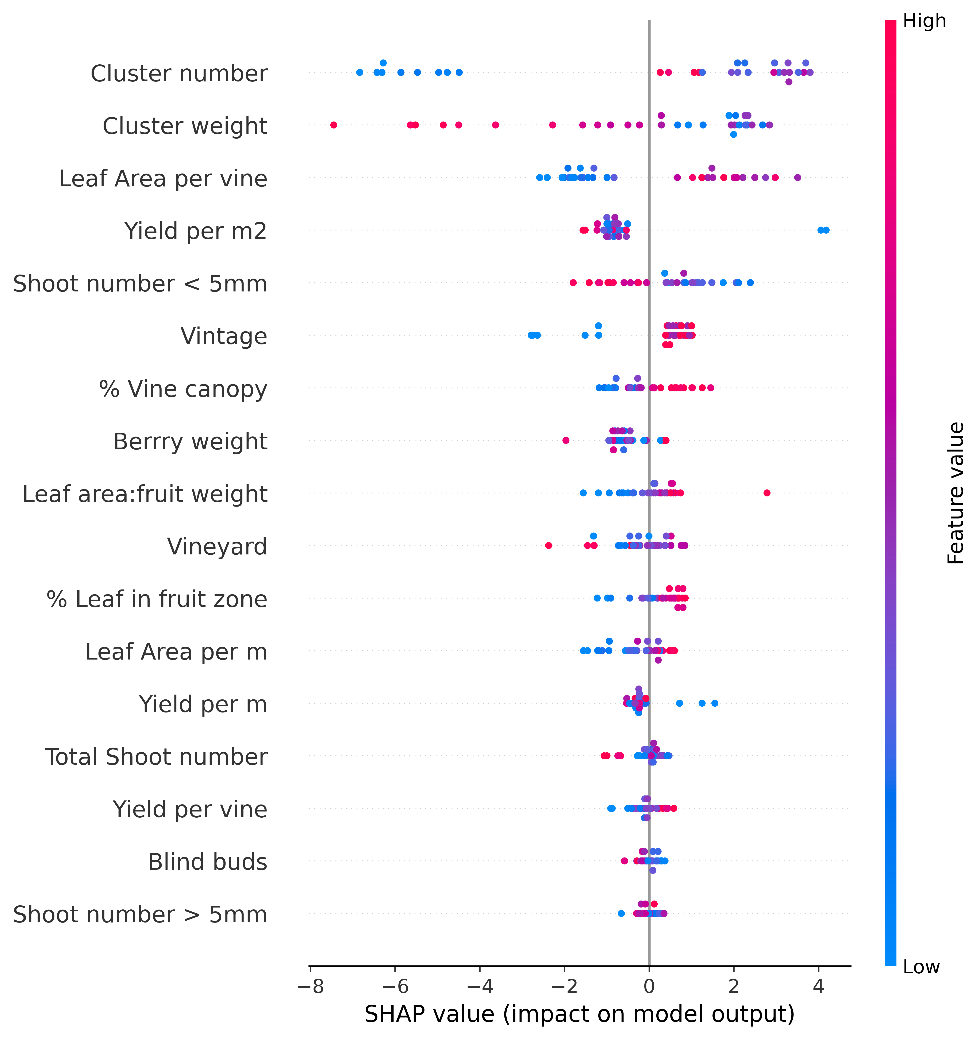 High
Cluster number
Cluster weight
Leaf Area per vine
Yield per m2
Shoot number < 5mm
Vintage
% Vine canopy
Berrry weight
Leaf area:fruit weight
Vineyard
% Leaf in fruit zone
Leaf Area per m
Yield per m
Total Shoot number
Yield per vine
Blind buds
Shoot number > 5mm
Feature value
Low
−8 −6 −4 −2 0 2 4
SHAP value (impact on model output)